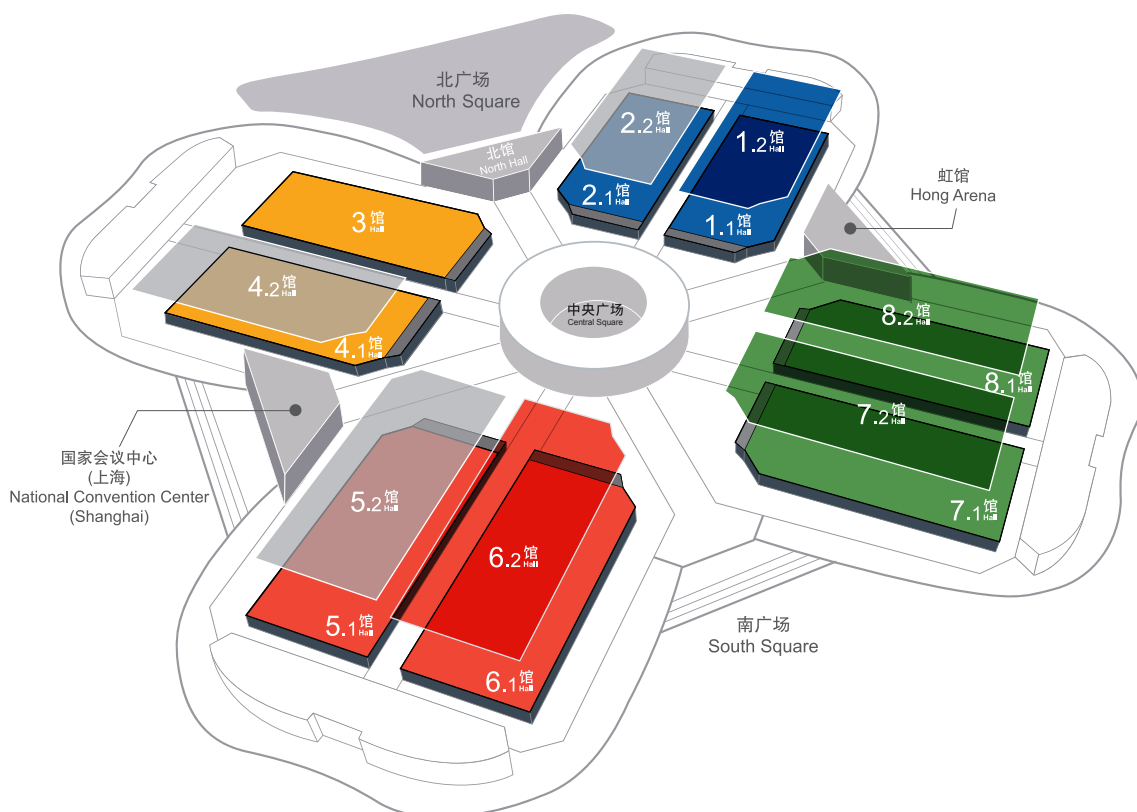 北广场
North Square
北馆
North Hall
2.2馆
Hall
1.2馆
Hall
2.1馆
Hall
1.1馆
Hall
虹馆
Hong Arena
3馆
Hall
4.2馆
Hall
4.1馆
Hall
中央广场
Central Square
8.2馆
Hall
8.1馆
Hall
7.2馆
Hall
7.1馆
Hall
国家会议中心
(上海)
National Convention Center
(Shanghai)
5.2馆
Hall
6.2馆
Hall
5.1馆
Hall
6.1馆
Hall
南广场
South Square